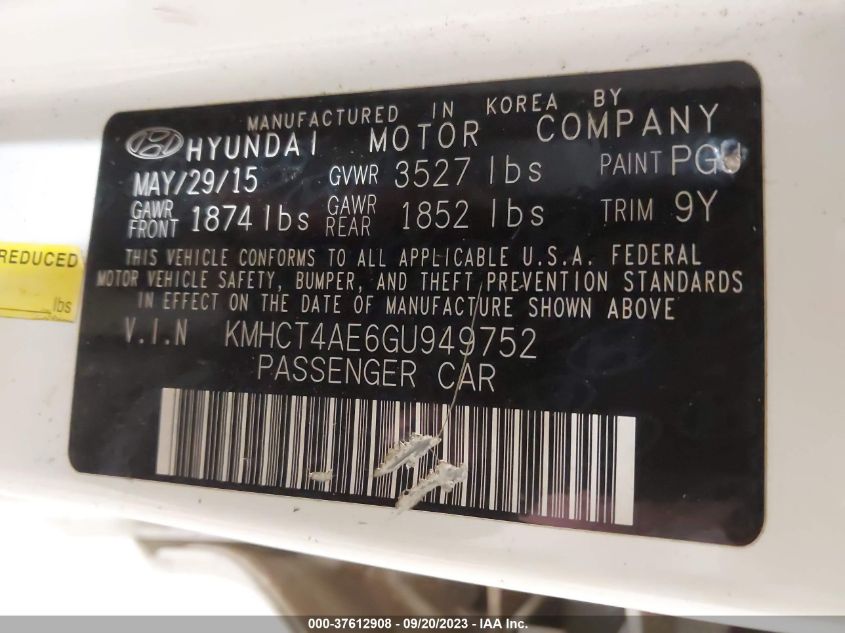 MANUFACTURED IN KOREA BY
HYUNDAI MOTOR COMPANY
MAY/29/15 GVWR 3527 lbs PAINT PGU
GAWR FRONT 1874 lbs GAWR REAR 1852 lbs TRIM 9Y
THIS VEHICLE CONFORMS TO ALL APPLICABLE U.S.A. FEDERAL
MOTOR VEHICLE SAFETY, BUMPER, AND THEFT PREVENTION STANDARDS
IN EFFECT ON THE DATE OF MANUFACTURE SHOWN ABOVE
V.I.N KMHCT4AE6GU949752
PASSENGER CAR
REDUCED
lbs
000-37612908 - 09/20/2023 - IAA Inc.